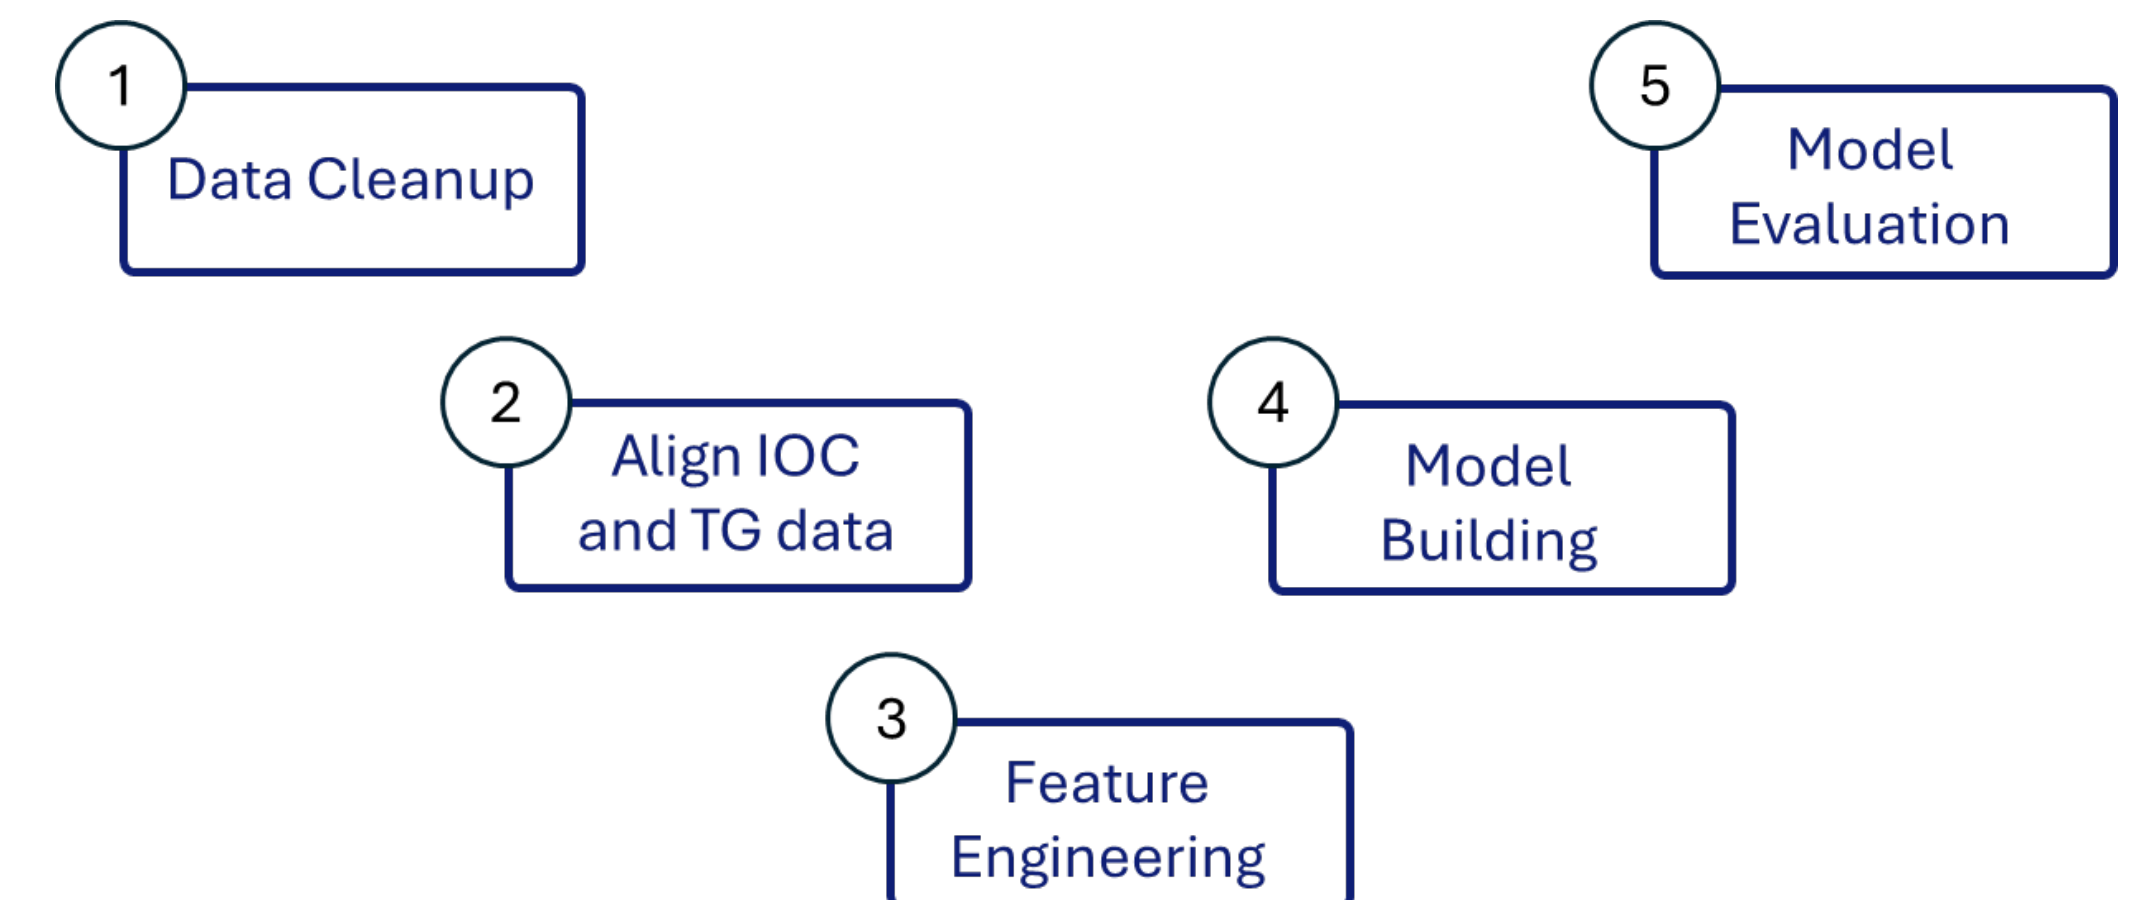 1
Data Cleanup
2
Align IOC
and TG data
3
Feature
Engineering
4
Model
Building
5
Model
Evaluation